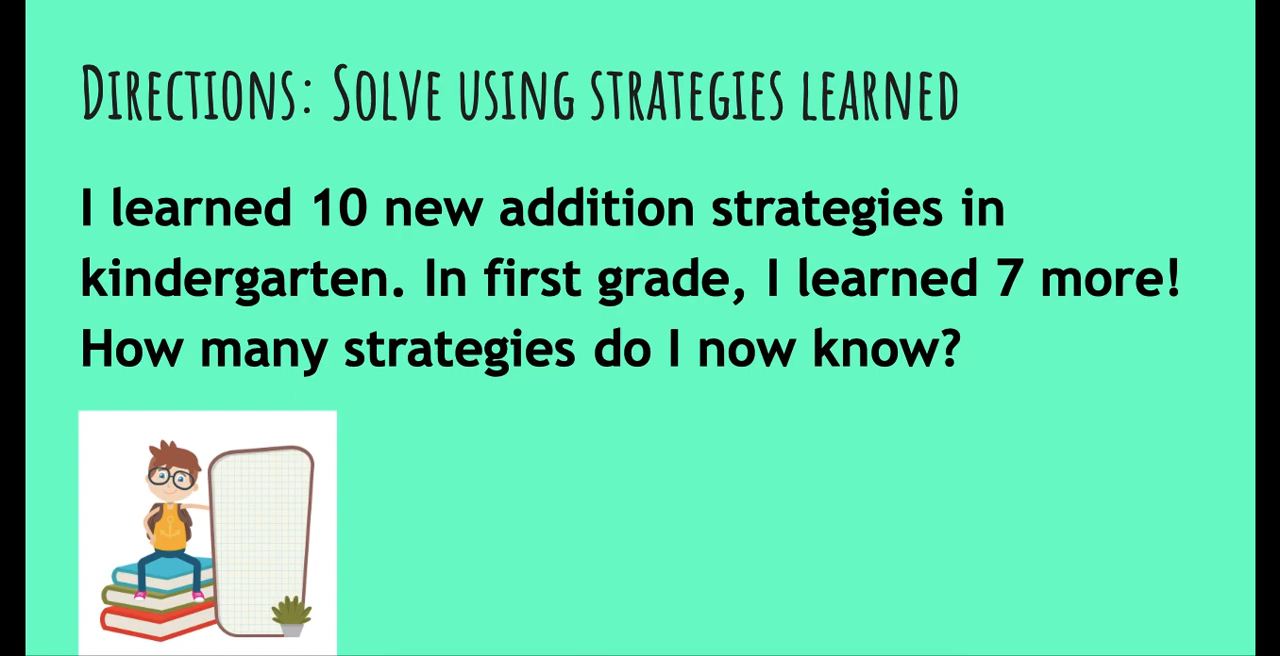 Directions: Solve using strategies learned
I learned 10 new addition strategies in
kindergarten. In first grade, I learned 7 more!
How many strategies do I now know?